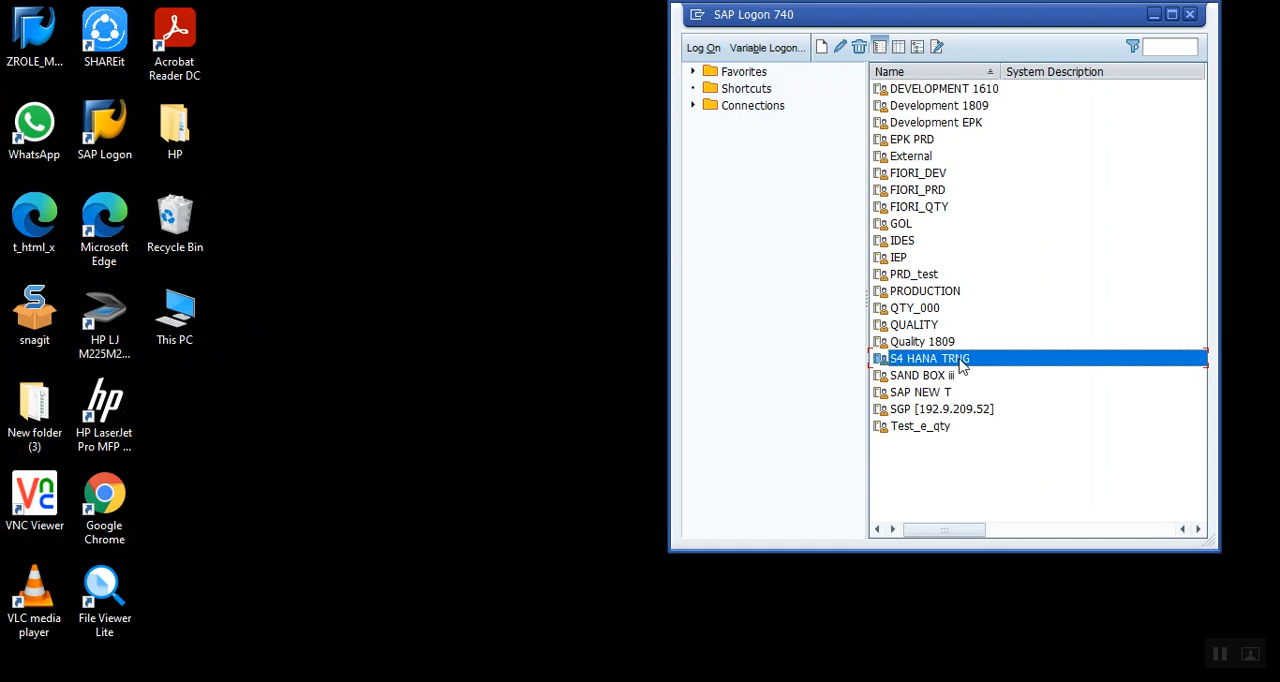 ZROLE_M...
SHAREit
Acrobat
Reader DC
WhatsApp
SAP Logon
HP
t_html_x
Microsoft
Edge
Recycle Bin
snagit
HP LJ
M225M2...
This PC
New folder
(3)
HP LaserJet
Pro MFP ...
VNC Viewer
Google
Chrome
VLC media
player
File Viewer
Lite
SAP Logon 740
Log On Variable Logon...
Favorites
Shortcuts
Connections
Name System Description
DEVELOPMENT 1610
Development 1809
Development EPK
EPK PRD
External
FIORI_DEV
FIORI_PRD
FIORI_QTY
GOL
IDES
IEP
PRD_test
PRODUCTION
QTY_000
QUALITY
Quality 1809
S4 HANA TRNG
SAND BOX iii
SAP NEW T
SGP [192.9.209.52]
Test_e_qty